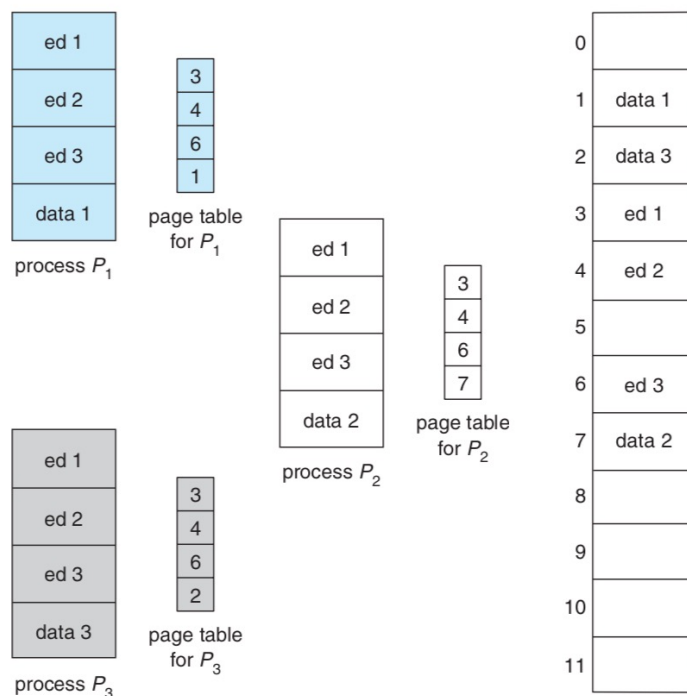 ed 1
ed 2
ed 3
data 1
process P1
3
4
6
1
page table
for P1
ed 1
ed 2
ed 3
data 2
process P2
3
4
6
7
page table
for P2
ed 1
ed 2
ed 3
data 3
process P3
3
4
6
2
page table
for P3
0
1 data 1
2 data 3
3 ed 1
4 ed 2
5
6 ed 3
7 data 2
8
9
10
11